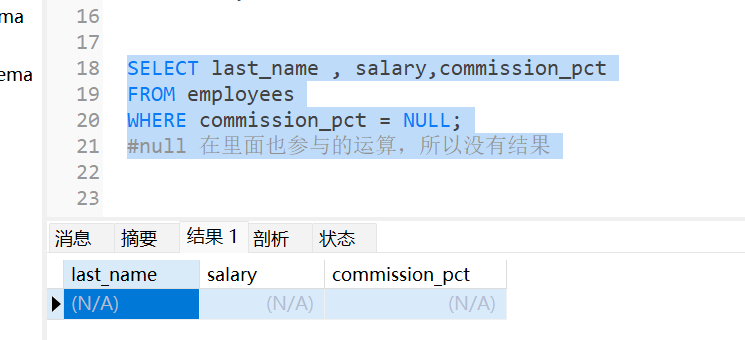 ma
ema
16
17
18 SELECT last_name , salary,commission_pct
19 FROM employees
20 WHERE commission_pct = NULL;
21 #null 在里面也参与的运算，所以没有结果
22
23
消息 摘要 结果 1 剖析 状态
last_name salary commission_pct
(N/A) (N/A) (N/A)